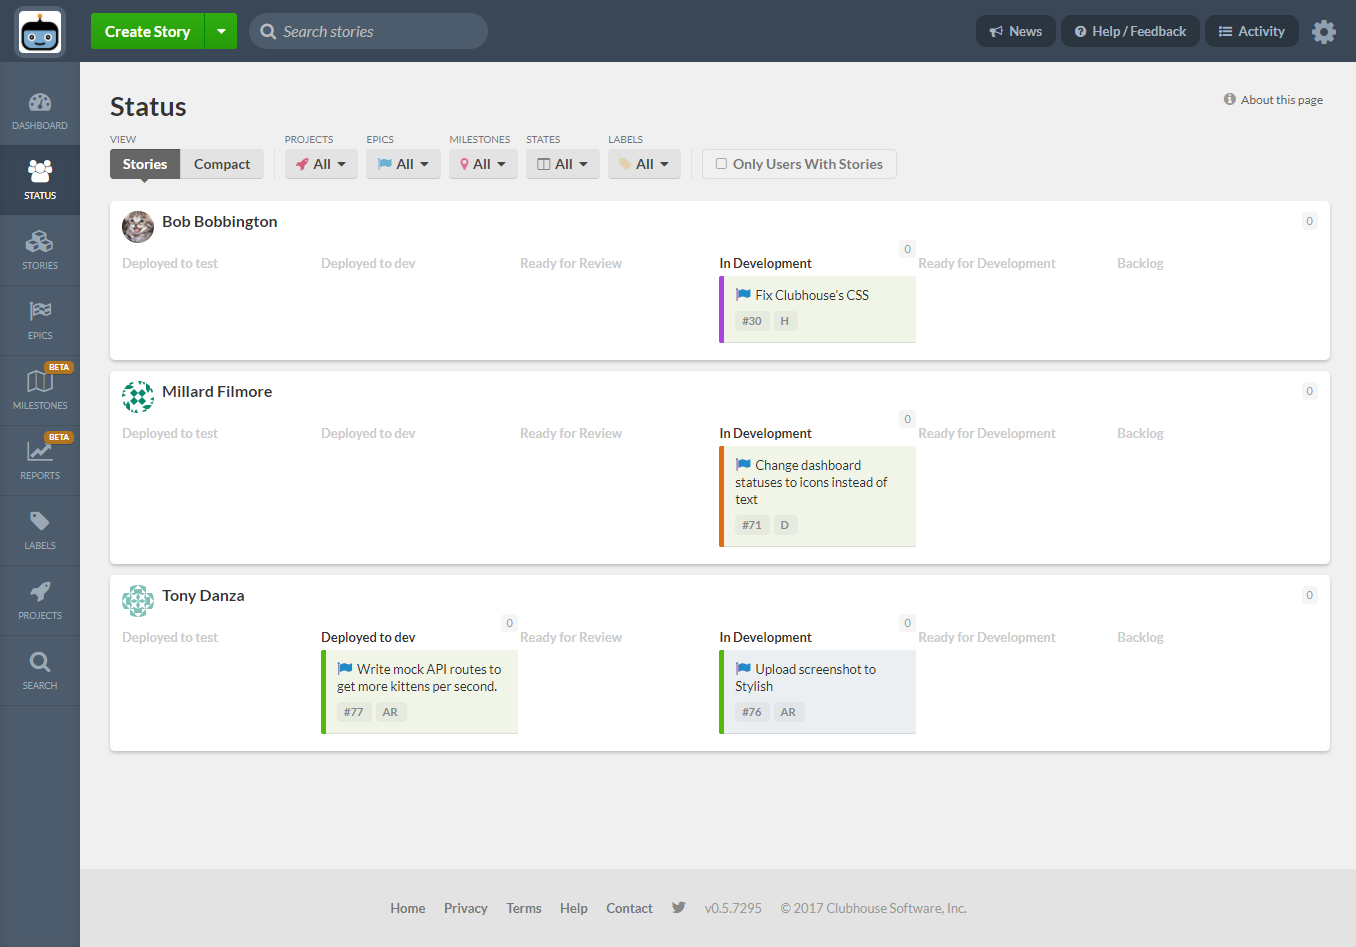 Create Story
Search stories
News
Help / Feedback
Activity
DASHBOARD
STATUS
STORIES
EPICS
BETA
MILESTONES
BETA
REPORTS
LABELS
PROJECTS
SEARCH
Status
About this page
VIEW PROJECTS EPICS MILESTONES STATES LABELS
Stories Compact All All All All All Only Users With Stories
Bob Bobbington 0
0
Deployed to test Deployed to dev Ready for Review In Development Ready for Development Backlog
Fix Clubhouse's CSS
#30 H
Millard Filmore 0
0
Deployed to test Deployed to dev Ready for Review In Development Ready for Development Backlog
Change dashboard
statuses to icons instead of
text
#71 D
Tony Danza 0
0 0
Deployed to test Deployed to dev Ready for Review In Development Ready for Development Backlog
Write mock API routes to
get more kittens per second.
#77 AR
Upload screenshot to
Stylish
#76 AR
Home Privacy Terms Help Contact v0.5.7295 © 2017 Clubhouse Software, Inc.